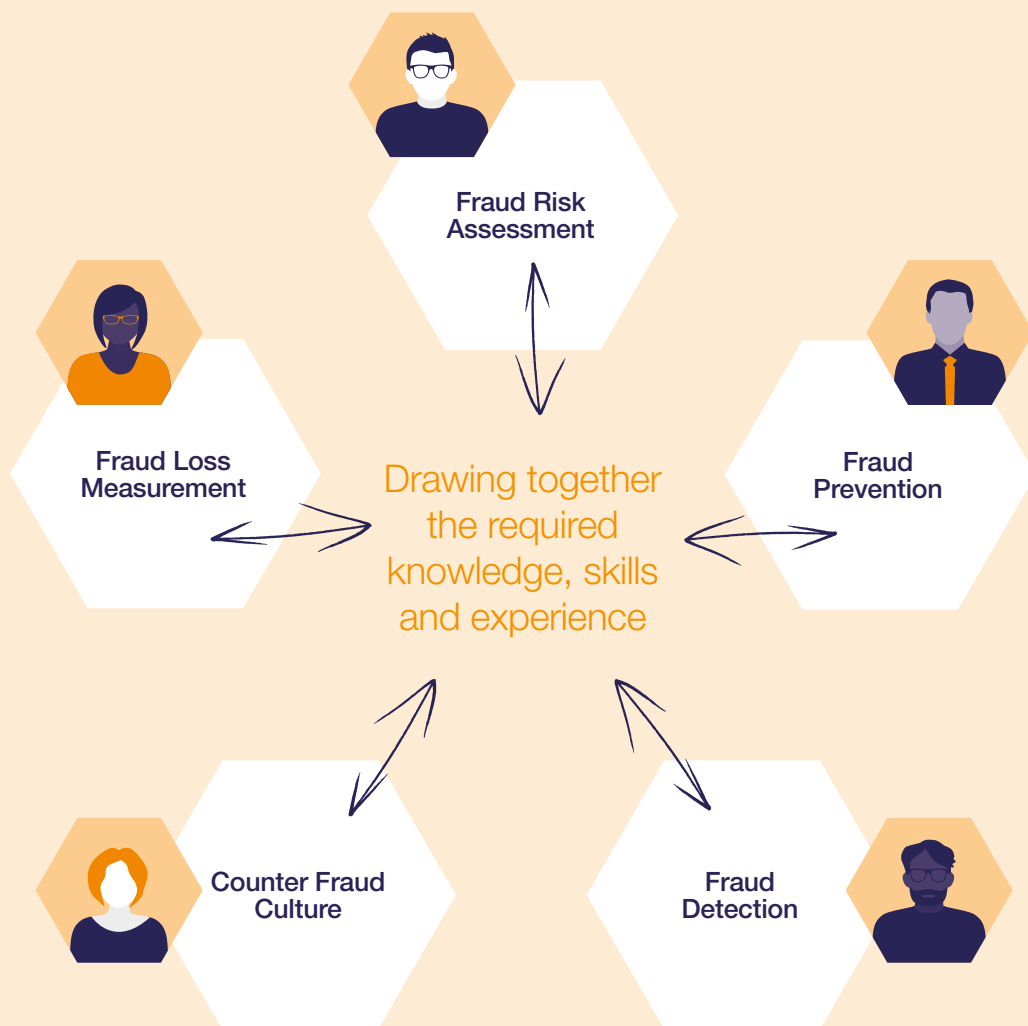 Fraud Risk
Assessment
Fraud Loss
Measurement
Fraud
Prevention
Drawing together
the required
knowledge, skills
and experience
Counter Fraud
Culture
Fraud
Detection